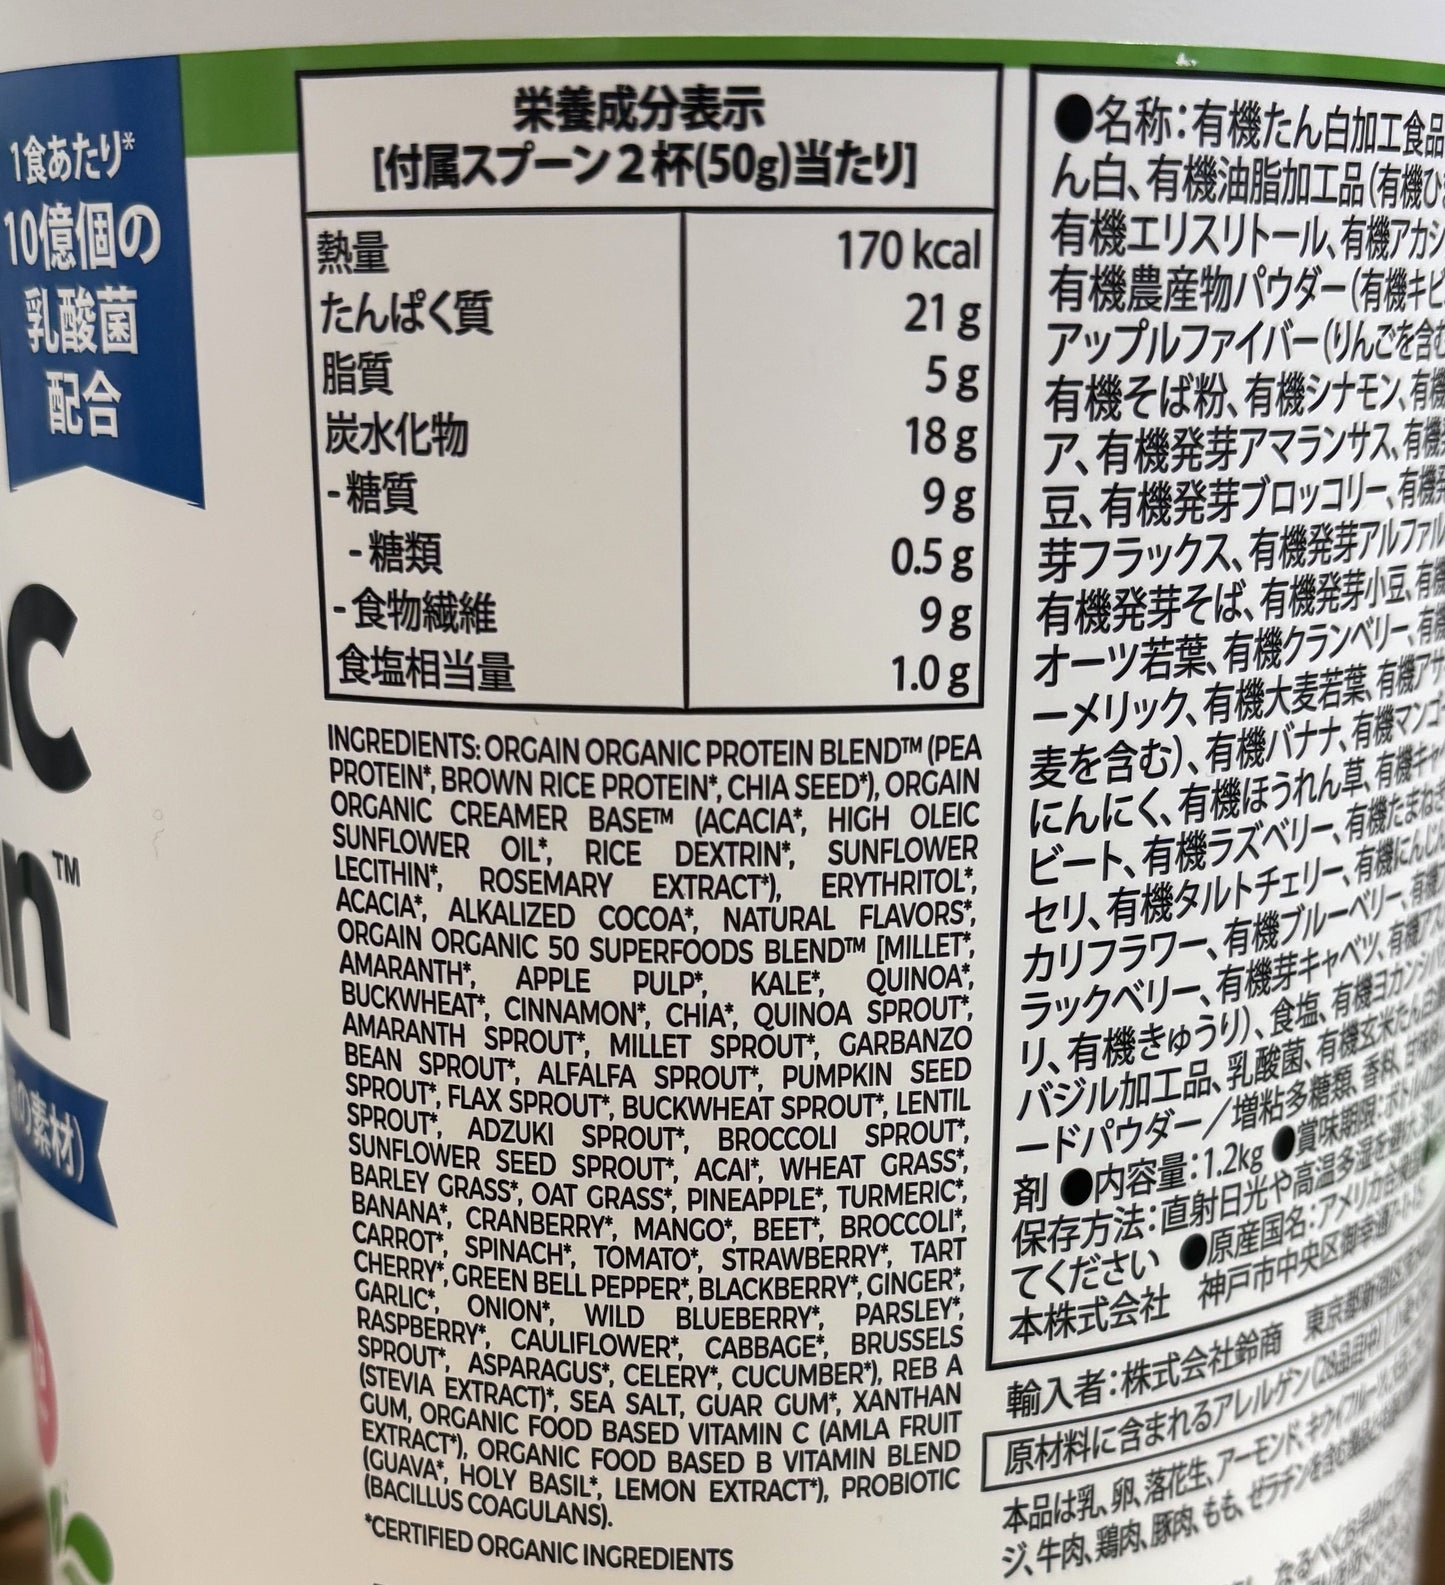 1食あたり*
10億個の
乳酸菌
配合
の素材)
栄養成分表示
[付属スプーン2杯(50g)当たり]
熱量 170 kcal
たんぱく質 21 g
脂質 5 g
炭水化物 18 g
- 糖質 9 g
- 糖類 0.5 g
- 食物繊維 9 g
食塩相当量 1.0 g
INGREDIENTS: ORGAIN ORGANIC PROTEIN BLEND™ (PEA
PROTEIN*, BROWN RICE PROTEIN*, CHIA SEED*), ORGAIN
ORGANIC CREAMER BASE™ (ACACIA*, HIGH OLEIC
SUNFLOWER OIL*, RICE DEXTRIN*, SUNFLOWER
LECITHIN*, ROSEMARY EXTRACT*), ERYTHRITOL*,
ACACIA*, ALKALIZED COCOA*, NATURAL FLAVORS*,
ORGAIN ORGANIC 50 SUPERFOODS BLEND™ [MILLET*,
AMARANTH*, APPLE PULP*, KALE*, QUINOA*,
BUCKWHEAT*, CINNAMON*, CHIA*, QUINOA SPROUT*,
AMARANTH SPROUT*, MILLET SPROUT*, GARBANZO
BEAN SPROUT*, ALFALFA SPROUT*, PUMPKIN SEED
SPROUT*, FLAX SPROUT*, BUCKWHEAT SPROUT*, LENTIL
SPROUT*, ADZUKI SPROUT*, BROCCOLI SPROUT*,
SUNFLOWER SEED SPROUT*, ACAI*, WHEAT GRASS*,
BARLEY GRASS*, OAT GRASS*, PINEAPPLE*, TURMERIC*,
BANANA*, CRANBERRY*, MANGO*, BEET*, BROCCOLI*,
CARROT*, SPINACH*, TOMATO*, STRAWBERRY*, TART
CHERRY*, GREEN BELL PEPPER*, BLACKBERRY*, GINGER*,
GARLIC*, ONION*, WILD BLUEBERRY*, PARSLEY*,
RASPBERRY*, CAULIFLOWER*, CABBAGE*, BRUSSELS
SPROUT*, ASPARAGUS*, CELERY*, CUCUMBER*), REB A
(STEVIA EXTRACT)*, SEA SALT, GUAR GUM*, XANTHAN
GUM, ORGANIC FOOD BASED VITAMIN C (AMLA FRUIT
EXTRACT*), ORGANIC FOOD BASED B VITAMIN BLEND
(GUAVA*, HOLY BASIL*, LEMON EXTRACT*), PROBIOTIC
(BACILLUS COAGULANS).
*CERTIFIED ORGANIC INGREDIENTS
●名称：有機たん白加工食品
ん白、有機油脂加工品(有機ひ
有機エリスリトール、有機アカシ
有機農産物パウダー(有機キビ
アップルファイバー(りんごを含む
有機そば粉、有機シナモン、有機
ア、有機発芽アマランサス、有機
豆、有機発芽ブロッコリー、有機
芽フラックス、有機発芽アルファル
有機発芽そば、有機発芽小豆、有機
オーツ若葉、有機クランベリー、有機
ーメリック、有機大麦若葉、有機アサ
麦を含む)、有機バナナ、有機マンゴー
にんにく、有機ほうれん草、有機キャ
ビート、有機ラズベリー、有機たまねぎ
セリ、有機タルトチェリー、有機にんじん
カリフラワー、有機ブルーベリー、有機
ラックベリー、有機芽キャベツ、有機アス
リ、有機きゅうり)、食塩、有機ヨカンシ
バジル加工品、乳酸菌、有機玄米たん白
ードパウダー／増粘多糖類、香料、甘味料
剤 ●内容量：1.2kg ●賞味期限：ボトル
保存方法：直射日光や高温多湿を避け
てください ●原産国名：アメリカ合衆国
本株式会社 神戸市中央区御幸通
輸入者：株式会社鈴商 東京都新宿区
原材料に含まれるアレルゲン(28品目中)
本品は乳、卵、落花生、アーモンド、キウイフルーツ
ジ、牛肉、鶏肉、豚肉、もも、ゼラチンを含む製品